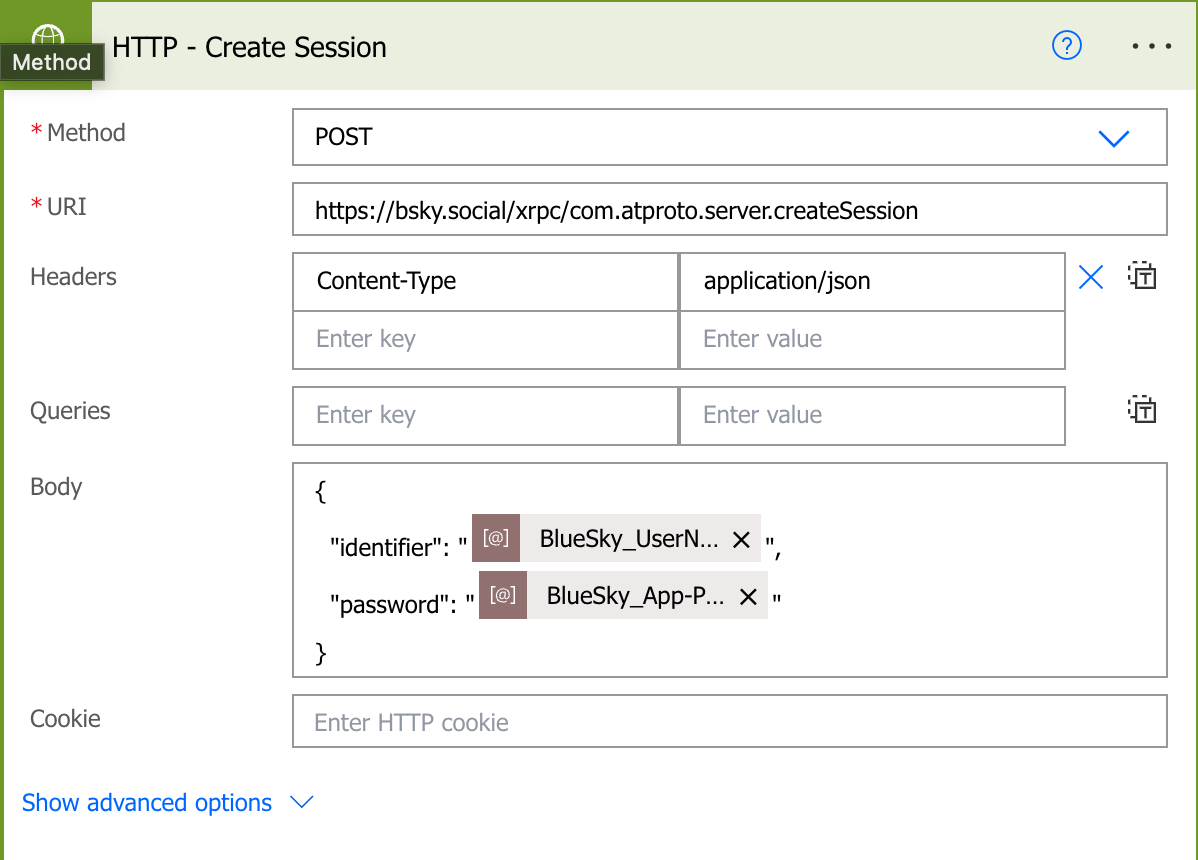 HTTP - Create Session
Method
* Method
POST
* URI
https://bsky.social/xrpc/com.atproto.server.createSession
Headers
Content-Type
application/json
Enter key
Enter value
Queries
Enter key
Enter value
Body
{
"identifier": " [@] BlueSky_UserN... ",
"password": " [@] BlueSky_App-P... "
}
Cookie
Enter HTTP cookie
Show advanced options